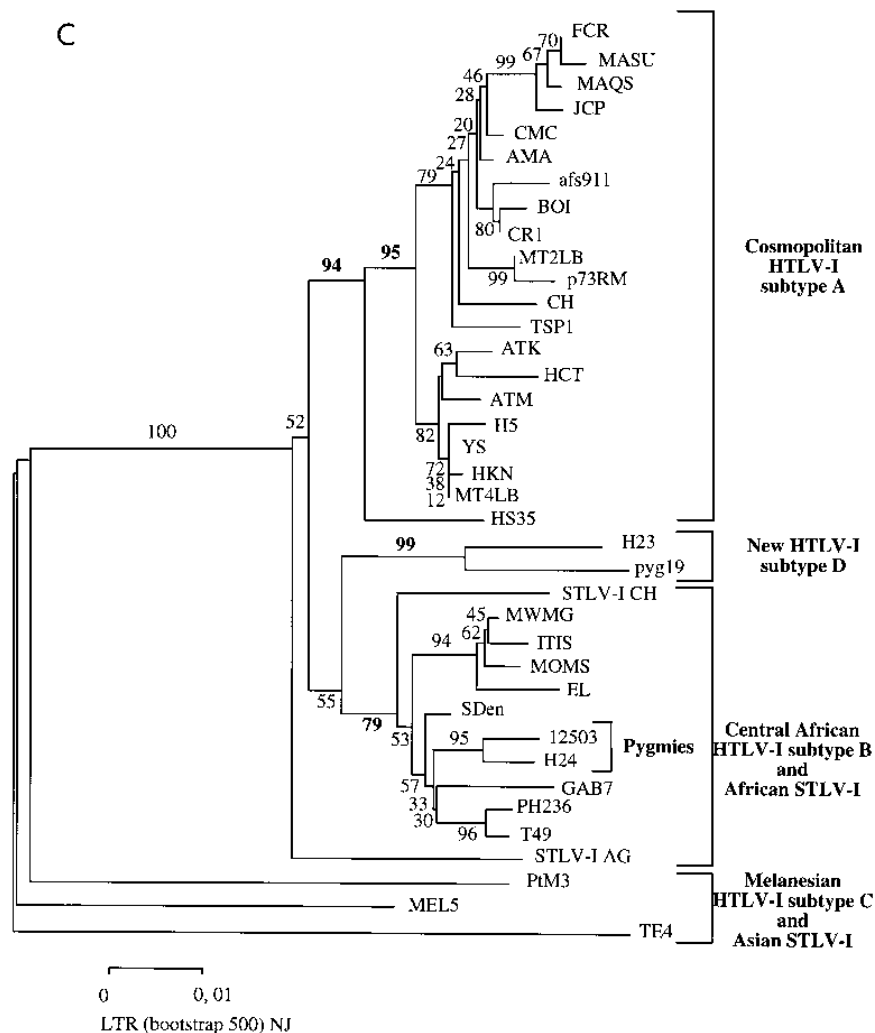 C
FCR
70
MASU
67
99
MAQS
46
JCP
28
CMC
20
27
AMA
24
79
afs911
BOI
80
CR1
MT2LB
99
p73RM
CH
TSP1
95
94
Cosmopolitan
HTLV-I
subtype A
63
ATK
HCT
ATM
82
H5
YS
72
HKN
38
12
MT4LB
HS35
52
100
99
H23
pyg19
New HTLV-I
subtype D
STLV-I CH
45
MWMG
62
94
ITIS
MOMS
EL
55
79
SDen
53
95
12503
H24
Pygmies
57
GAB7
33
PH236
30
96
T49
STLV-I AG
Central African
HTLV-I subtype B
and
African STLV-I
PtM3
MEL5
TE4
Melanesian
HTLV-I subtype C
and
Asian STLV-I
0 0, 01
LTR (bootstrap 500) NJ